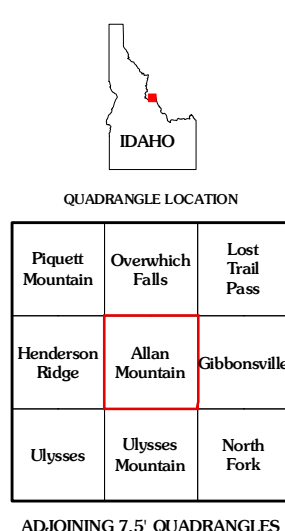 IDAHO
QUADRANGLE LOCATION
Piquett
Mountain
Overwhich
Falls
Lost
Trail
Pass
Henderson
Ridge
Allan
Mountain
Gibbonsville
Ulysses
Ulysses
Mountain
North
Fork
ADJOINING 7.5' QUADRANGLES